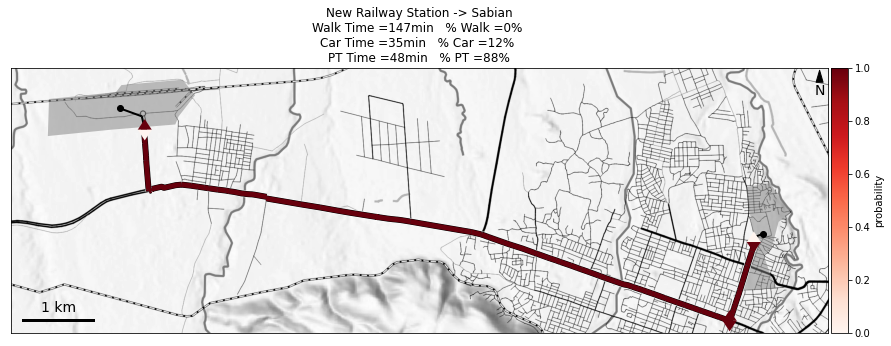 New Railway Station -> Sabian
Walk Time =147min   % Walk =0%
Car Time =35min   % Car =12%
PT Time =48min   % PT =88%
N
1 km
1.0
0.8
0.6
0.4
0.2
0.0
probability